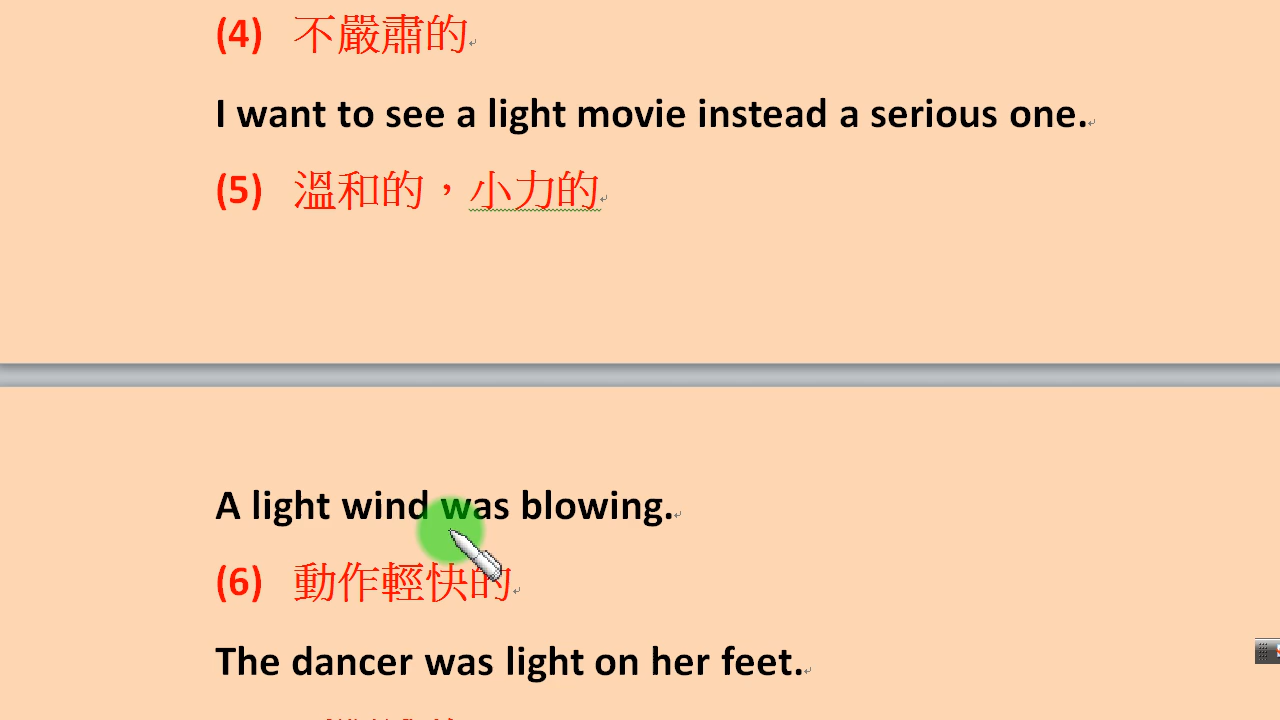 (4) 不嚴肅的
I want to see a light movie instead a serious one.
(5) 溫和的，小力的
A light wind was blowing.
(6) 動作輕快的
The dancer was light on her feet.